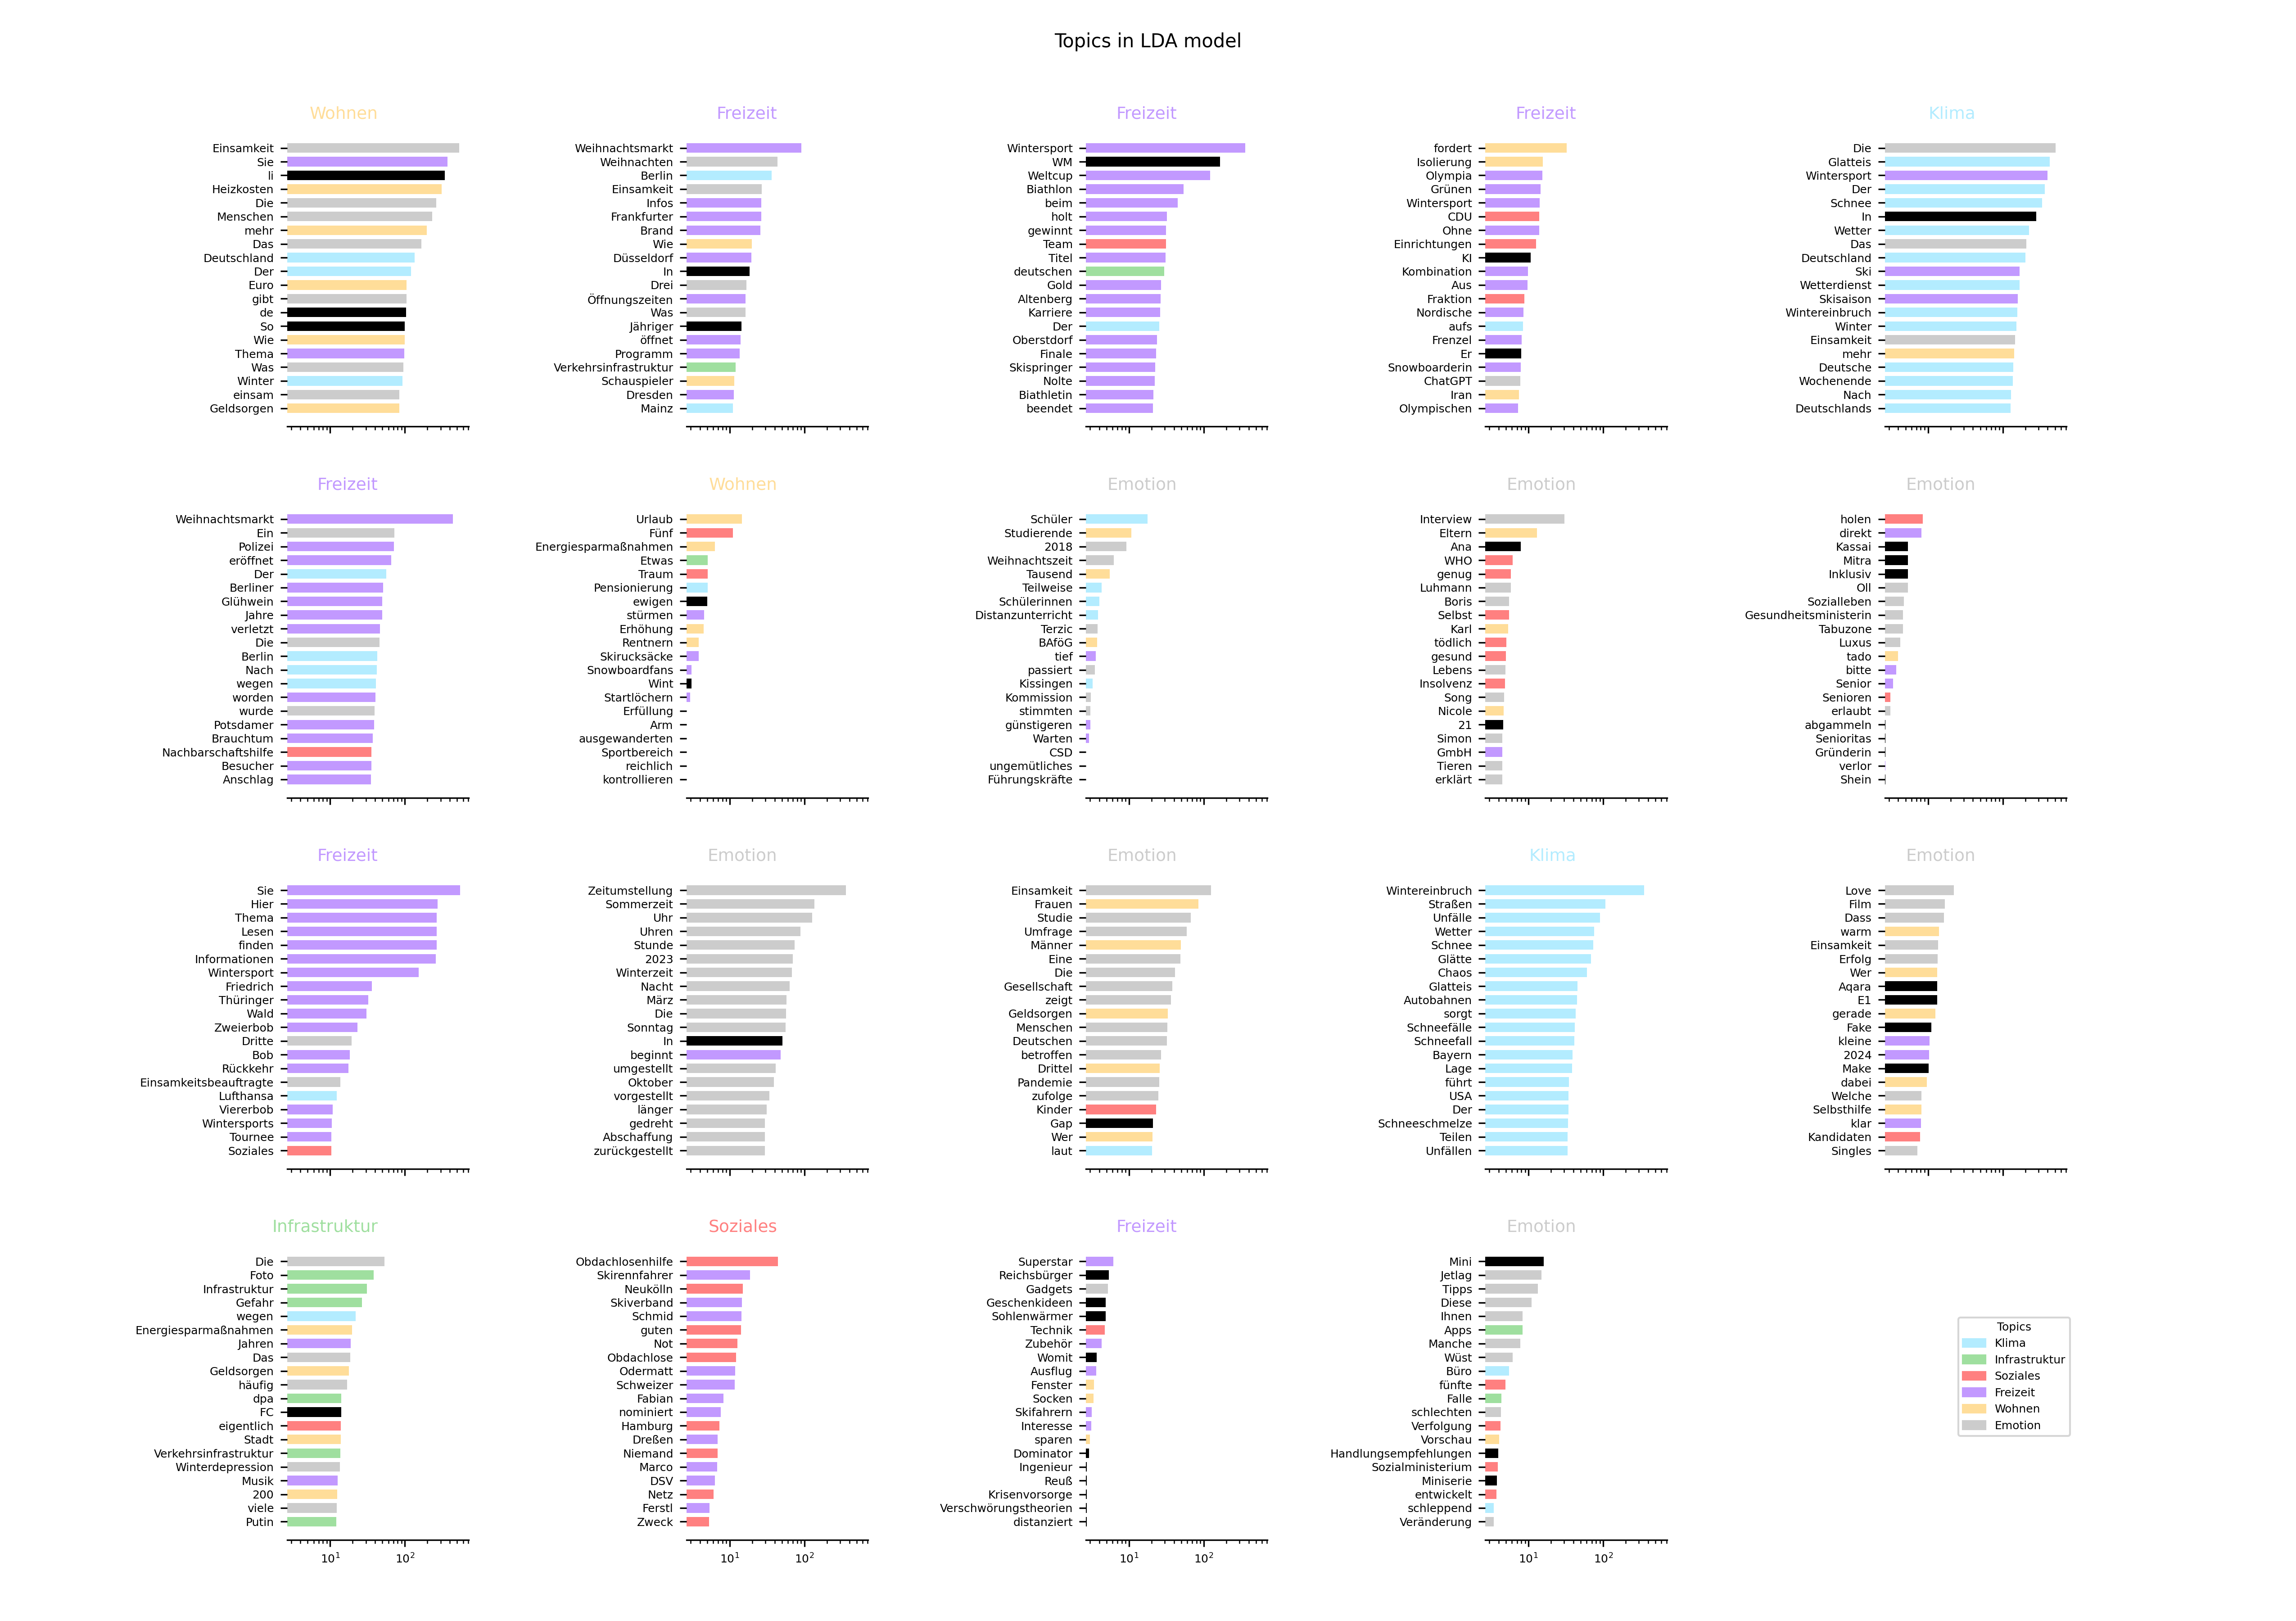 Topics in LDA model
Wohnen
Einsamkeit
Sie
li
Heizkosten
Die
Menschen
mehr
Das
Deutschland
Der
Euro
gibt
de
So
Wie
Thema
Was
Winter
einsam
Geldsorgen
Freizeit
Weihnachtsmarkt
Weihnachten
Berlin
Einsamkeit
Infos
Frankfurter
Brand
Wie
Düsseldorf
In
Drei
Öffnungszeiten
Was
Jähriger
öffnet
Programm
Verkehrsinfrastruktur
Schauspieler
Dresden
Mainz
Freizeit
Wintersport
WM
Weltcup
Biathlon
beim
holt
gewinnt
Team
Titel
deutschen
Gold
Altenberg
Karriere
Der
Oberstdorf
Finale
Skispringer
Nolte
Biathletin
beendet
Freizeit
fordert
Isolierung
Olympia
Grünen
Wintersport
CDU
Ohne
Einrichtungen
KI
Kombination
Aus
Fraktion
Nordische
aufs
Frenzel
Er
Snowboarderin
ChatGPT
Iran
Olympischen
Klima
Die
Glatteis
Wintersport
Der
Schnee
In
Wetter
Das
Deutschland
Ski
Wetterdienst
Skisaison
Wintereinbruch
Winter
Einsamkeit
mehr
Deutsche
Wochenende
Nach
Deutschlands
Freizeit
Weihnachtsmarkt
Ein
Polizei
eröffnet
Der
Berliner
Glühwein
Jahre
verletzt
Die
Berlin
Nach
wegen
worden
wurde
Potsdamer
Brauchtum
Nachbarschaftshilfe
Besucher
Anschlag
Wohnen
Urlaub
Fünf
Energiesparmaßnahmen
Etwas
Traum
Pensionierung
ewigen
stürmen
Erhöhung
Rentnern
Skirucksäcke
Snowboardfans
Wint
Startlöchern
Erfüllung
Arm
ausgewanderten
Sportbereich
reichlich
kontrollieren
Emotion
Schüler
Studierende
2018
Weihnachtszeit
Tausend
Teilweise
Schülerinnen
Distanzunterricht
Terzic
BAföG
tief
passiert
Kissingen
Kommission
stimmten
günstigeren
Warten
CSD
ungemütliches
Führungskräfte
Emotion
Interview
Eltern
Ana
WHO
genug
Luhmann
Boris
Selbst
Karl
tödlich
gesund
Lebens
Insolvenz
Song
Nicole
21
Simon
GmbH
Tieren
erklärt
Emotion
holen
direkt
Kassai
Mitra
Inklusiv
Oll
Sozialleben
Gesundheitsministerin
Tabuzone
Luxus
tado
bitte
Senior
Senioren
erlaubt
abgammeln
Senioritas
Gründerin
verlor
Shein
Freizeit
Sie
Hier
Thema
Lesen
finden
Informationen
Wintersport
Friedrich
Thüringer
Wald
Zweierbob
Dritte
Bob
Rückkehr
Einsamkeitsbeauftragte
Lufthansa
Viererbob
Wintersports
Tournee
Soziales
Emotion
Zeitumstellung
Sommerzeit
Uhr
Uhren
Stunde
2023
Winterzeit
Nacht
März
Die
Sonntag
In
beginnt
umgestellt
Oktober
vorgestellt
länger
gedreht
Abschaffung
zurückgestellt
Emotion
Einsamkeit
Frauen
Studie
Umfrage
Männer
Eine
Die
Gesellschaft
zeigt
Geldsorgen
Menschen
Deutschen
betroffen
Drittel
Pandemie
zufolge
Kinder
Gap
Wer
laut
Klima
Wintereinbruch
Straßen
Unfälle
Wetter
Schnee
Glätte
Chaos
Glatteis
Autobahnen
sorgt
Schneefälle
Schneefall
Bayern
Lage
führt
USA
Der
Schneeschmelze
Teilen
Unfällen
Emotion
Love
Film
Dass
warm
Einsamkeit
Erfolg
Wer
Aqara
E1
gerade
Fake
kleine
2024
Make
dabei
Welche
Selbsthilfe
klar
Kandidaten
Singles
Infrastruktur
Die
Foto
Infrastruktur
Gefahr
wegen
Energiesparmaßnahmen
Jahren
Das
Geldsorgen
häufig
dpa
FC
eigentlich
Stadt
Verkehrsinfrastruktur
Winterdepression
Musik
200
viele
Putin
10¹ 10²
Soziales
Obdachlosenhilfe
Skirennfahrer
Neukölln
Skiverband
Schmid
guten
Not
Obdachlose
Odermatt
Schweizer
Fabian
nominiert
Hamburg
Dreßen
Niemand
Marco
DSV
Netz
Ferstl
Zweck
10¹ 10²
Freizeit
Superstar
Reichsbürger
Gadgets
Geschenkideen
Sohlenwärmer
Technik
Zubehör
Womit
Ausflug
Fenster
Socken
Skifahrern
Interesse
sparen
Dominator
Ingenieur
Reuß
Krisenvorsorge
Verschwörungstheorien
distanziert
10¹ 10²
Emotion
Mini
Jetlag
Tipps
Diese
Ihnen
Apps
Manche
Wüst
Büro
fünfte
Falle
schlechten
Verfolgung
Vorschau
Handlungsempfehlungen
Sozialministerium
Miniserie
entwickelt
schleppend
Veränderung
10¹ 10²
Topics
Klima
Infrastruktur
Soziales
Freizeit
Wohnen
Emotion